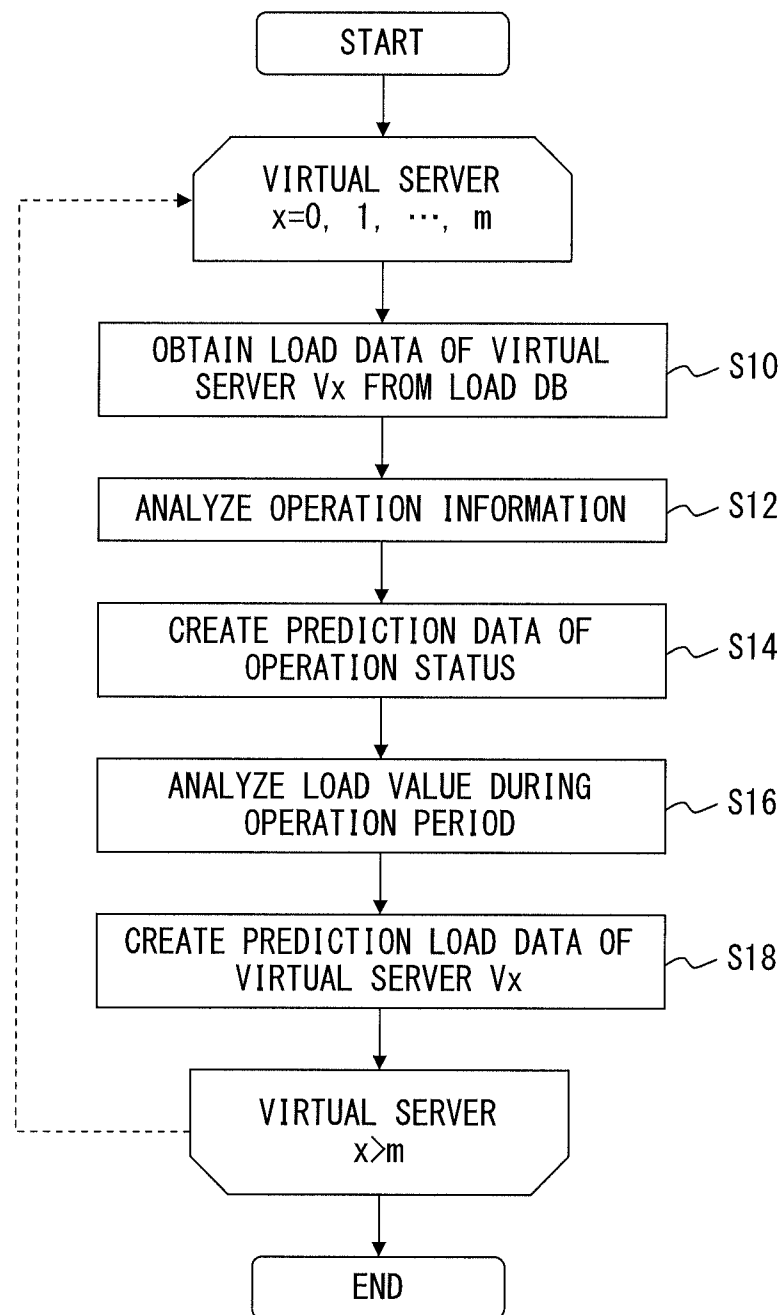 START
VIRTUAL SERVER
x=0, 1, ···, m
OBTAIN LOAD DATA OF VIRTUAL
SERVER Vx FROM LOAD DB
S10
ANALYZE OPERATION INFORMATION
S12
CREATE PREDICTION DATA OF
OPERATION STATUS
S14
ANALYZE LOAD VALUE DURING
OPERATION PERIOD
S16
CREATE PREDICTION LOAD DATA OF
VIRTUAL SERVER Vx
S18
VIRTUAL SERVER
x>m
END